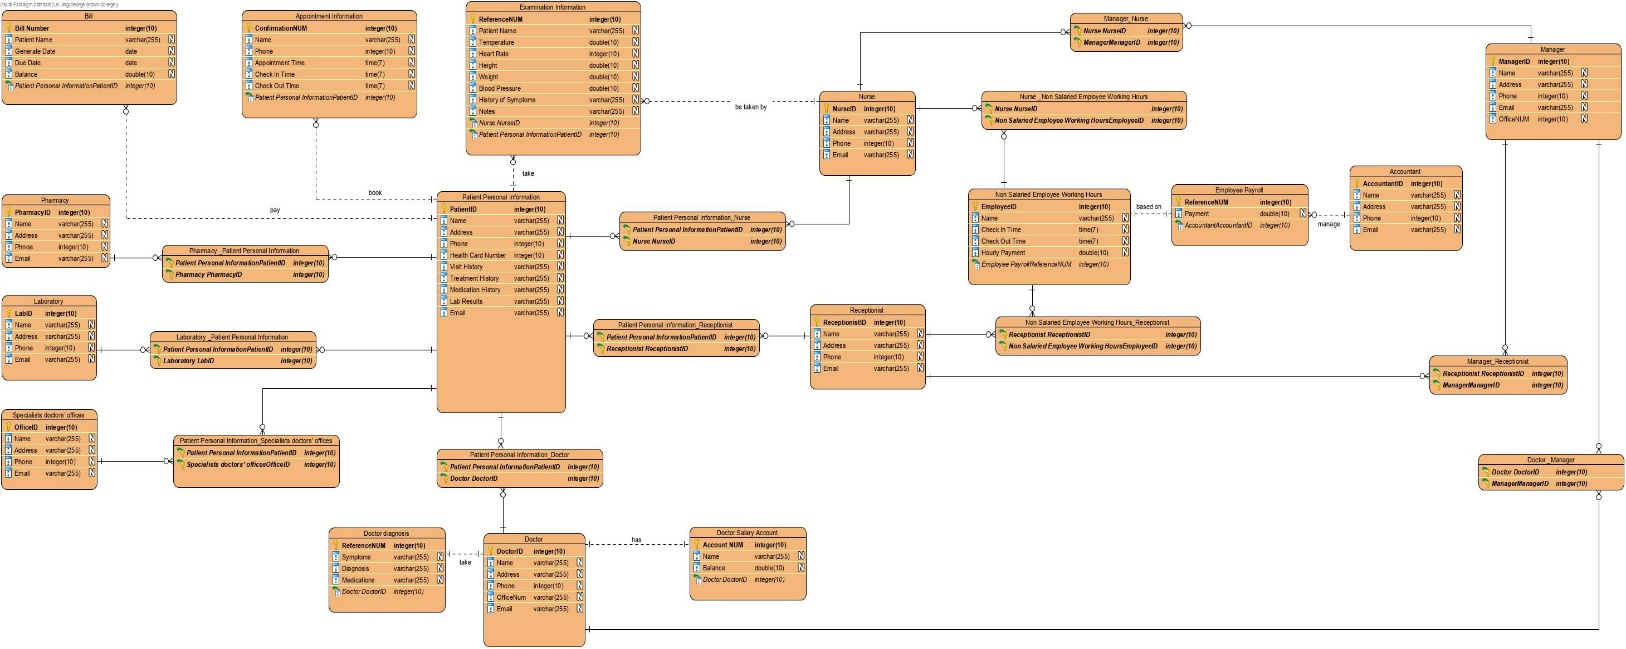 Visual Paradigm Standard(Lei Jing(George Brown College))
Bill
Bill Number integer(10)
Patient Name varchar(255) N
Generate Date date N
Due Date date N
Balance double(10) N
Patient Personal InformationPatientID integer(10)
Appointment Information
ConfirmationNUM integer(10)
Name varchar(255) N
Phone integer(10) N
Appointment Time time(7) N
Check In Time time(7) N
Check Out Time time(7) N
Patient Personal InformationPatientID integer(10)
Examination Information
ReferenceNUM integer(10)
Patient Name varchar(255) N
Temperature double(10) N
Heart Rate integer(10) N
Height double(10) N
Weight double(10) N
Blood Pressure double(10) N
History of Symptoms varchar(255) N
Notes varchar(255) N
Nurse NurseID integer(10)
Patient Personal InformationPatientID integer(10)
Manager_Nurse
Nurse NurseID integer(10)
ManagerManagerID integer(10)
Manager
ManagerID integer(10)
Name varchar(255) N
Address varchar(255) N
Phone integer(10) N
Email varchar(255) N
OfficeNUM integer(10) N
be taken by
Nurse
NurseID integer(10)
Name varchar(255) N
Address varchar(255) N
Phone integer(10) N
Email varchar(255) N
Nurse _Non Salaried Employee Working Hours
Nurse NurseID integer(10)
Non Salaried Employee Working HoursEmployeeID integer(10)
take
book
pay
Pharmacy
PharmacyID integer(10)
Name varchar(255) N
Address varchar(255) N
Phnoe integer(10) N
Email varchar(255) N
Pharmacy _Patient Personal Information
Patient Personal InformationPatientID integer(10)
Pharmacy PharmacyID integer(10)
Patient Personal Information
PatientID integer(10)
Name varchar(255)
Address varchar(255)
Phone integer(10)
Health Card Number integer(10)
Visit History varchar(255)
Treatment History varchar(255)
Medication History varchar(255)
Lab Results varchar(255)
Email varchar(255)
N
N
N
N
N
N
N
N
N
Patient Personal Information_Nurse
Patient Personal InformationPatientID integer(10)
Nurse NurseID integer(10)
Non Salaried Employee Working Hours
EmployeeID integer(10)
Name varchar(255) N
Check In Time time(7) N
Check Out Time time(7) N
Hourly Payment double(10) N
Employee PayrollReferenceNUM integer(10)
based on
Employee Payroll
ReferenceNUM integer(10)
Payment double(10) N
AccountantAccountantID integer(10)
manage
Accountant
AccountantID integer(10)
Name varchar(255) N
Address varchar(255) N
Phone integer(10) N
Email varchar(255) N
Laboratory
LabID integer(10)
Name varchar(255) N
Address varchar(255) N
Phone integer(10) N
Email varchar(255) N
Laboratory _Patient Personal Information
Patient Personal InformationPatientID integer(10)
Laboratory LabID integer(10)
Patient Personal Information_Receptionist
Patient Personal InformationPatientID integer(10)
Receptionist ReceptionistID integer(10)
Receptionist
ReceptionistID integer(10)
Name varchar(255) N
Address varchar(255) N
Phone integer(10) N
Email varchar(255) N
Non Salaried Employee Working Hours_Receptionist
Receptionist ReceptionistID integer(10)
Non Salaried Employee Working HoursEmployeeID integer(10)
Manager_Receptionist
Receptionist ReceptionistID integer(10)
ManagerManagerID integer(10)
Specialists doctors' offices
OfficeID integer(10)
Name varchar(255) N
Address varchar(255) N
Phone integer(10) N
Email varchar(255) N
Patient Personal Information_Specialists doctors' offices
Patient Personal InformationPatientID integer(10)
Specialists doctors' officesOfficeID integer(10)
Patient Personal Information_Doctor
Patient Personal InformationPatientID integer(10)
Doctor DoctorID integer(10)
Doctor _Manager
Doctor DoctorID integer(10)
ManagerManagerID integer(10)
Doctor diagnosis
ReferenceNUM integer(10)
Symptoms varchar(255) N
Diagnosis varchar(255) N
Medications varchar(255) N
Doctor DoctorID integer(10)
take
Doctor
DoctorID integer(10)
Name varchar(255) N
Address varchar(255) N
Phone integer(10) N
OfficeNum varchar(255) N
Email varchar(255) N
has
Doctor Salary Account
Account NUM integer(10)
Name varchar(255) N
Balance double(10) N
Doctor DoctorID integer(10)